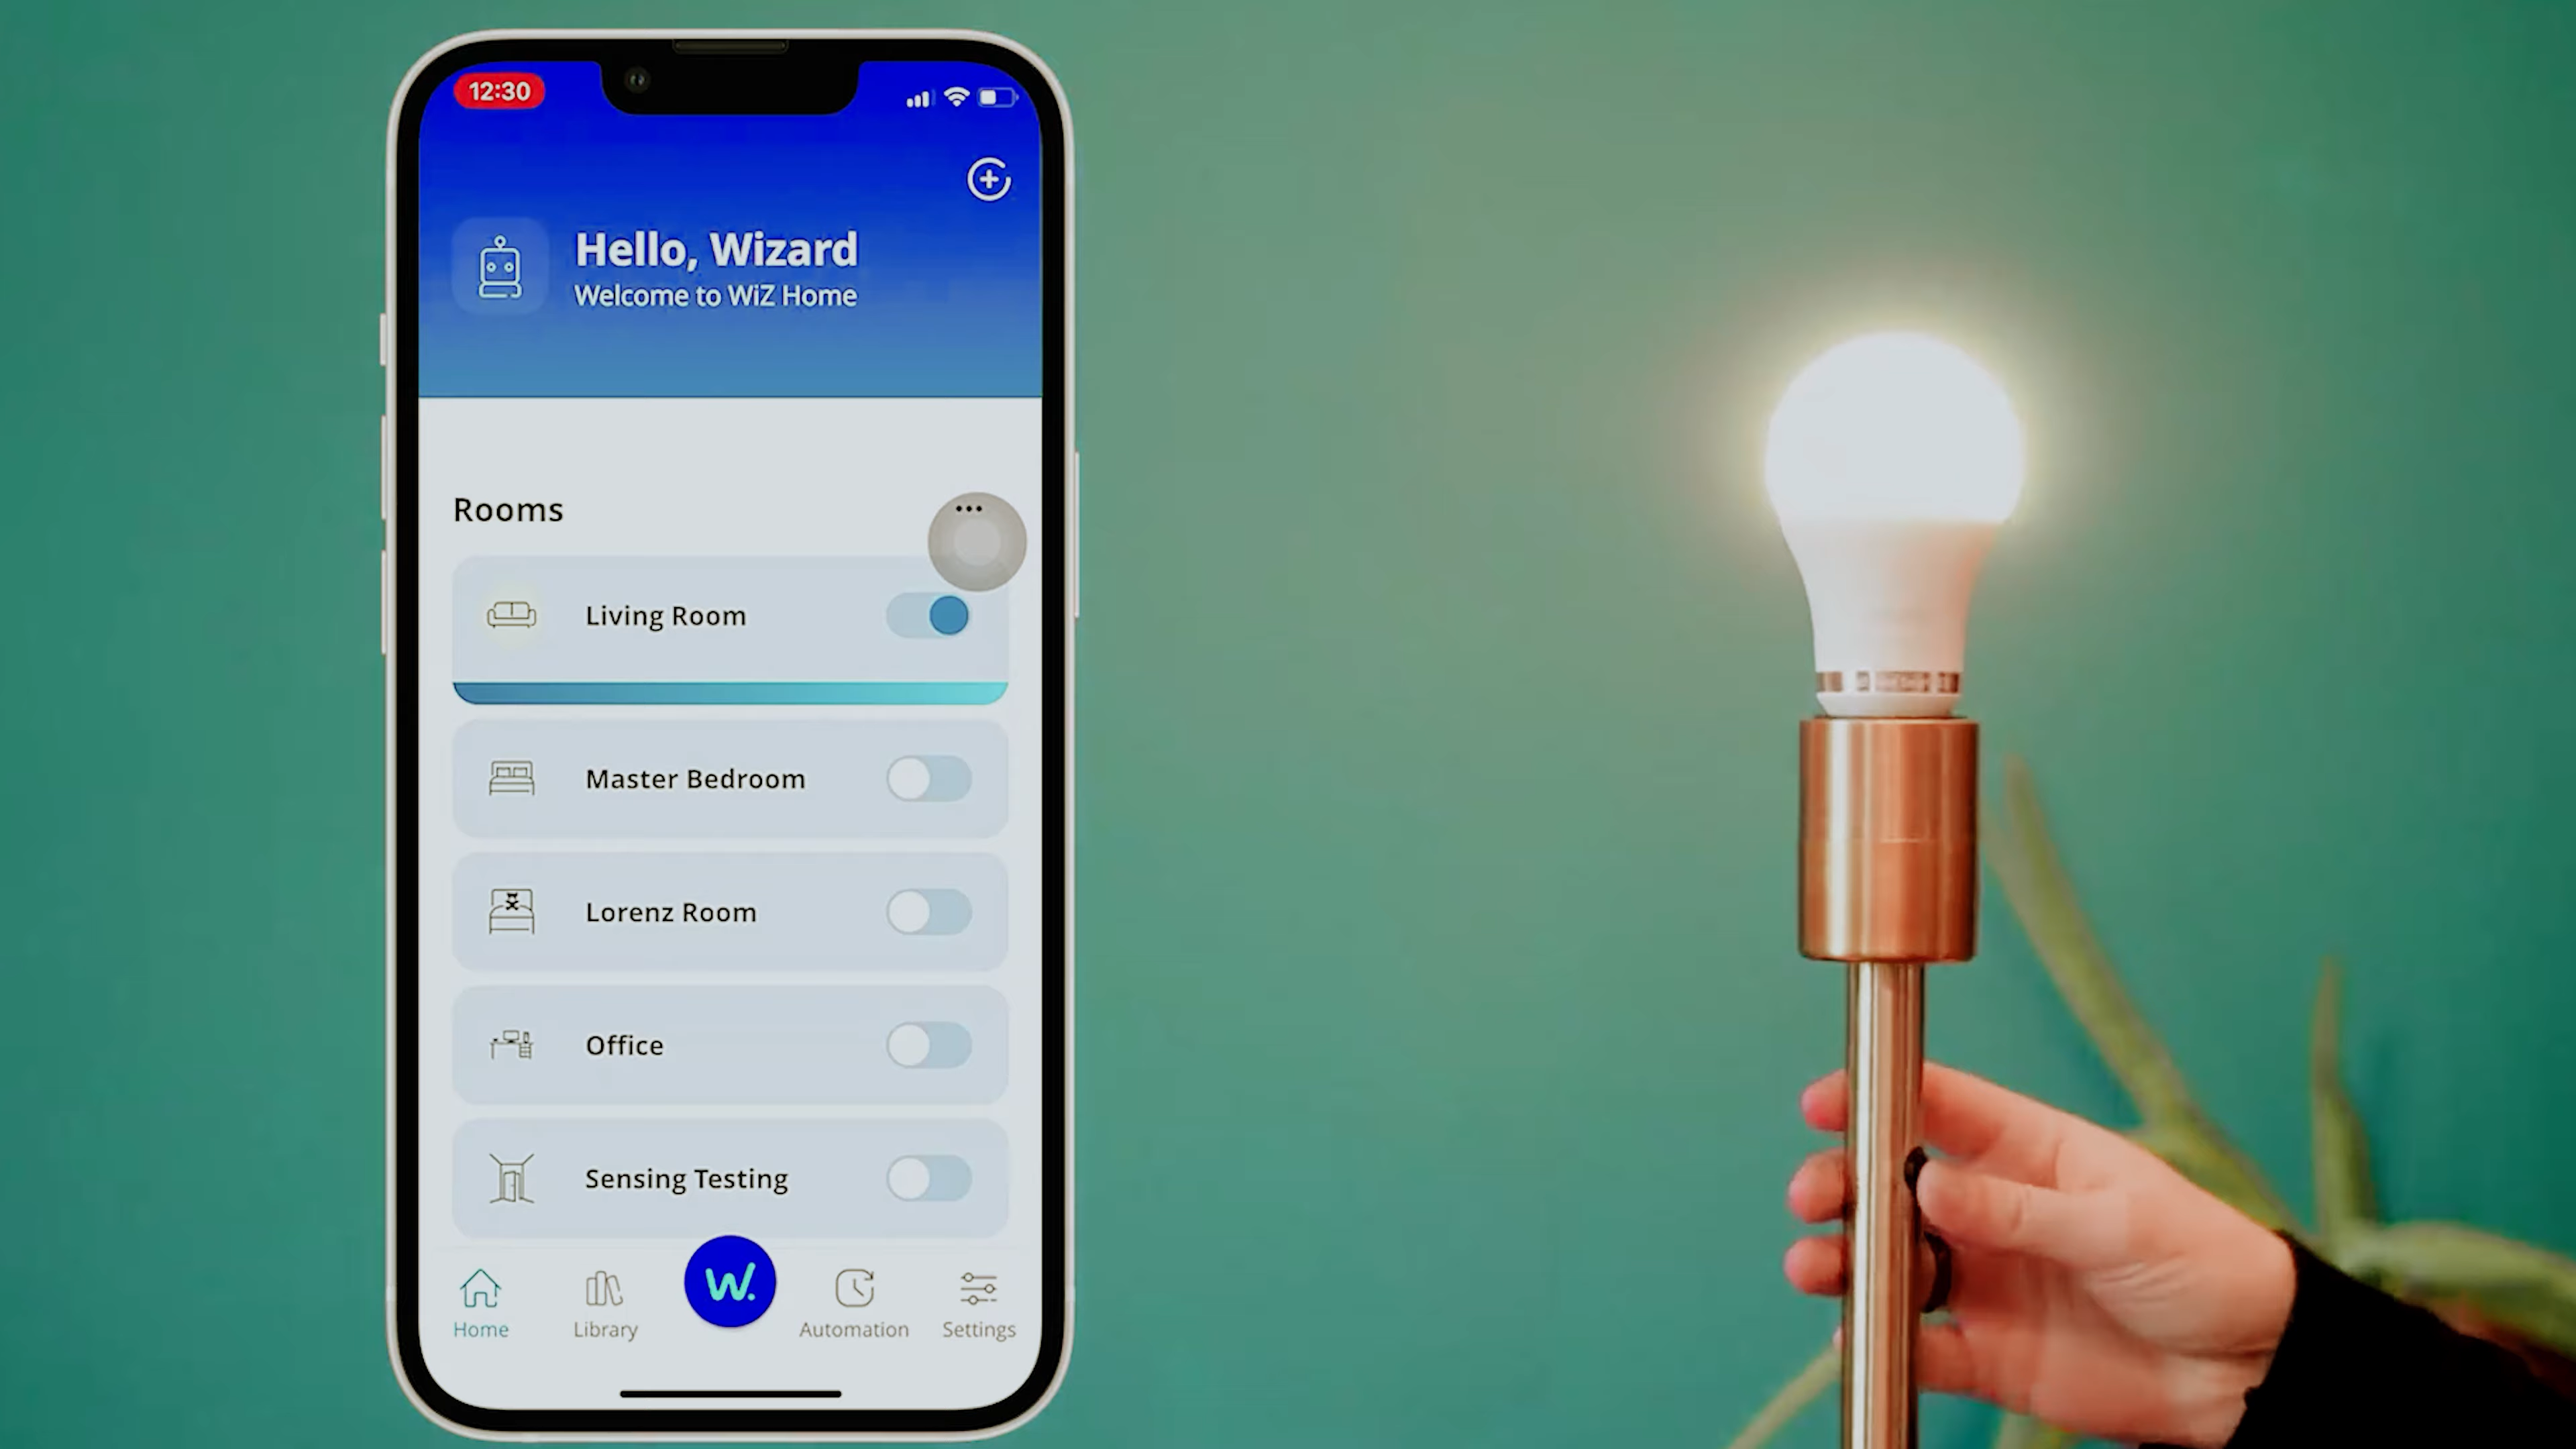 12:30
Hello, Wizard
Welcome to WiZ Home
Rooms
Living Room
Master Bedroom
Lorenz Room
Office
Sensing Testing
W.
Home
Library
Automation
Settings